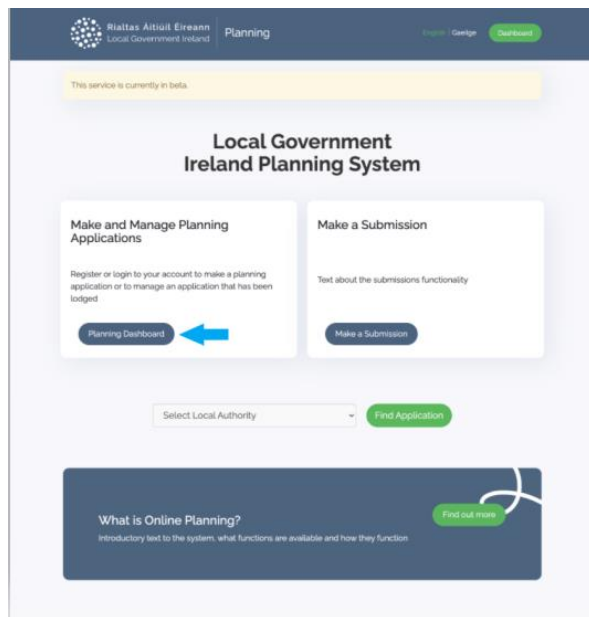 Rialtas Áitiúil Éireann
Local Government Ireland
Planning
English Gaeilge
Dashboard
This service is currently in beta.
Local Government
Ireland Planning System
Make and Manage Planning
Applications
Register or login to your account to make a planning
application or to manage an application that has been
lodged
Planning Dashboard
Make a Submission
Text about the submissions functionality
Make a Submission
Select Local Authority
Find Application
What is Online Planning?
Introductory text to the system, what functions are available and how they function
Find out more